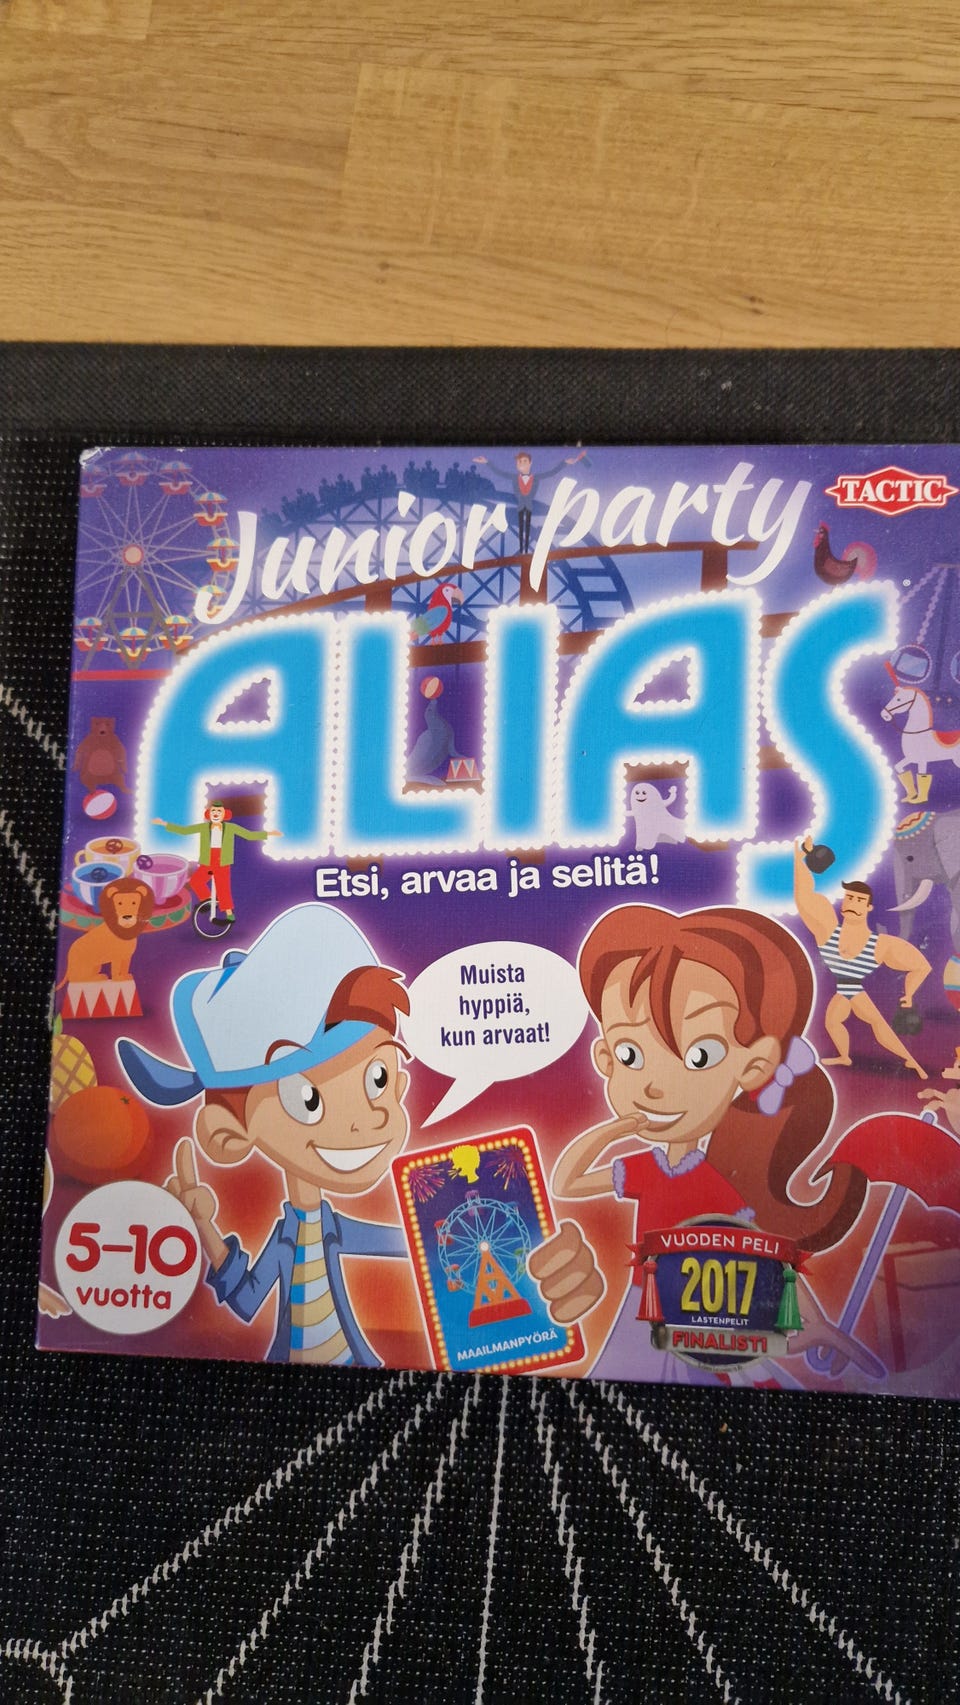 Junior party
TACTIC
ALIAS
Etsi, arvaa ja selitä!
Muista
hyppiä,
kun arvaat!
5–10
vuotta
MAAILMANPYÖRÄ
VUODEN PELI
2017
LASTENPELIT
FINALISTI